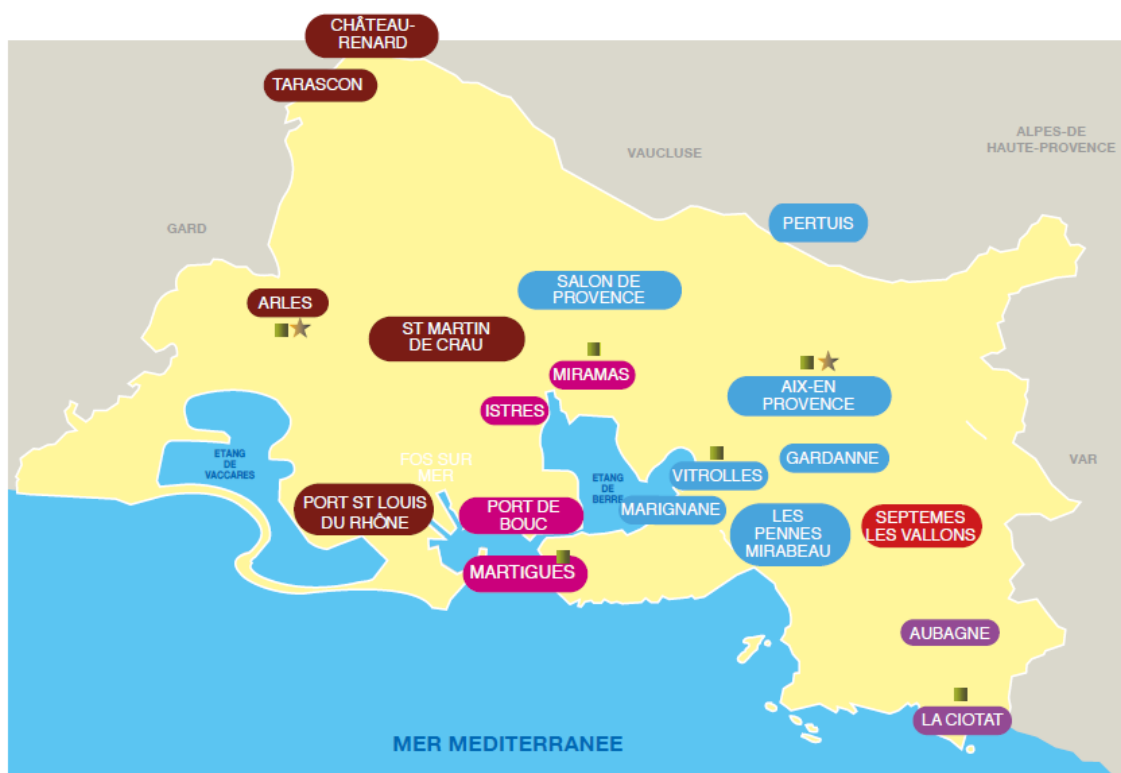 CHÂTEAU-
RENARD
TARASCON
ALPES-DE
HAUTE-PROVENCE
VAUCLUSE
GARD
PERTUIS
SALON DE
PROVENCE
ARLES
ST MARTIN
DE CRAU
MIRAMAS
AIX-EN
PROVENCE
ISTRES
ETANG
DE
VACCARES
FOS SUR
MER
ETANG
DE
BERRE
VITROLLES
GARDANNE
VAR
PORT ST LOUIS
DU RHÔNE
PORT DE
BOUC
MARIGNANE
LES
PENNES
MIRABEAU
SEPTEMES
LES VALLONS
MARTIGUES
AUBAGNE
LA CIOTAT
MER MEDITERRANEE